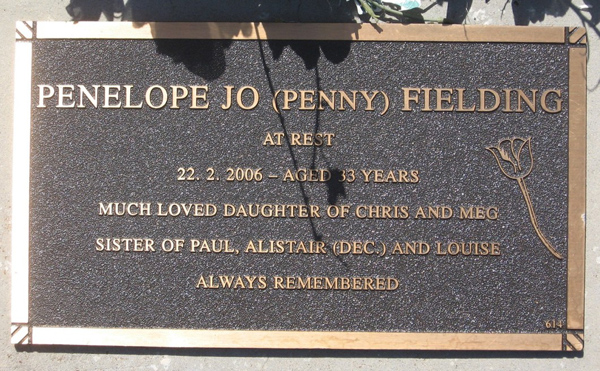 PENELOPE JO (PENNY) FIELDING
AT REST
22. 2. 2006 – AGED 33 YEARS
MUCH LOVED DAUGHTER OF CHRIS AND MEG
SISTER OF PAUL, ALISTAIR (DEC.) AND LOUISE
ALWAYS REMEMBERED
614